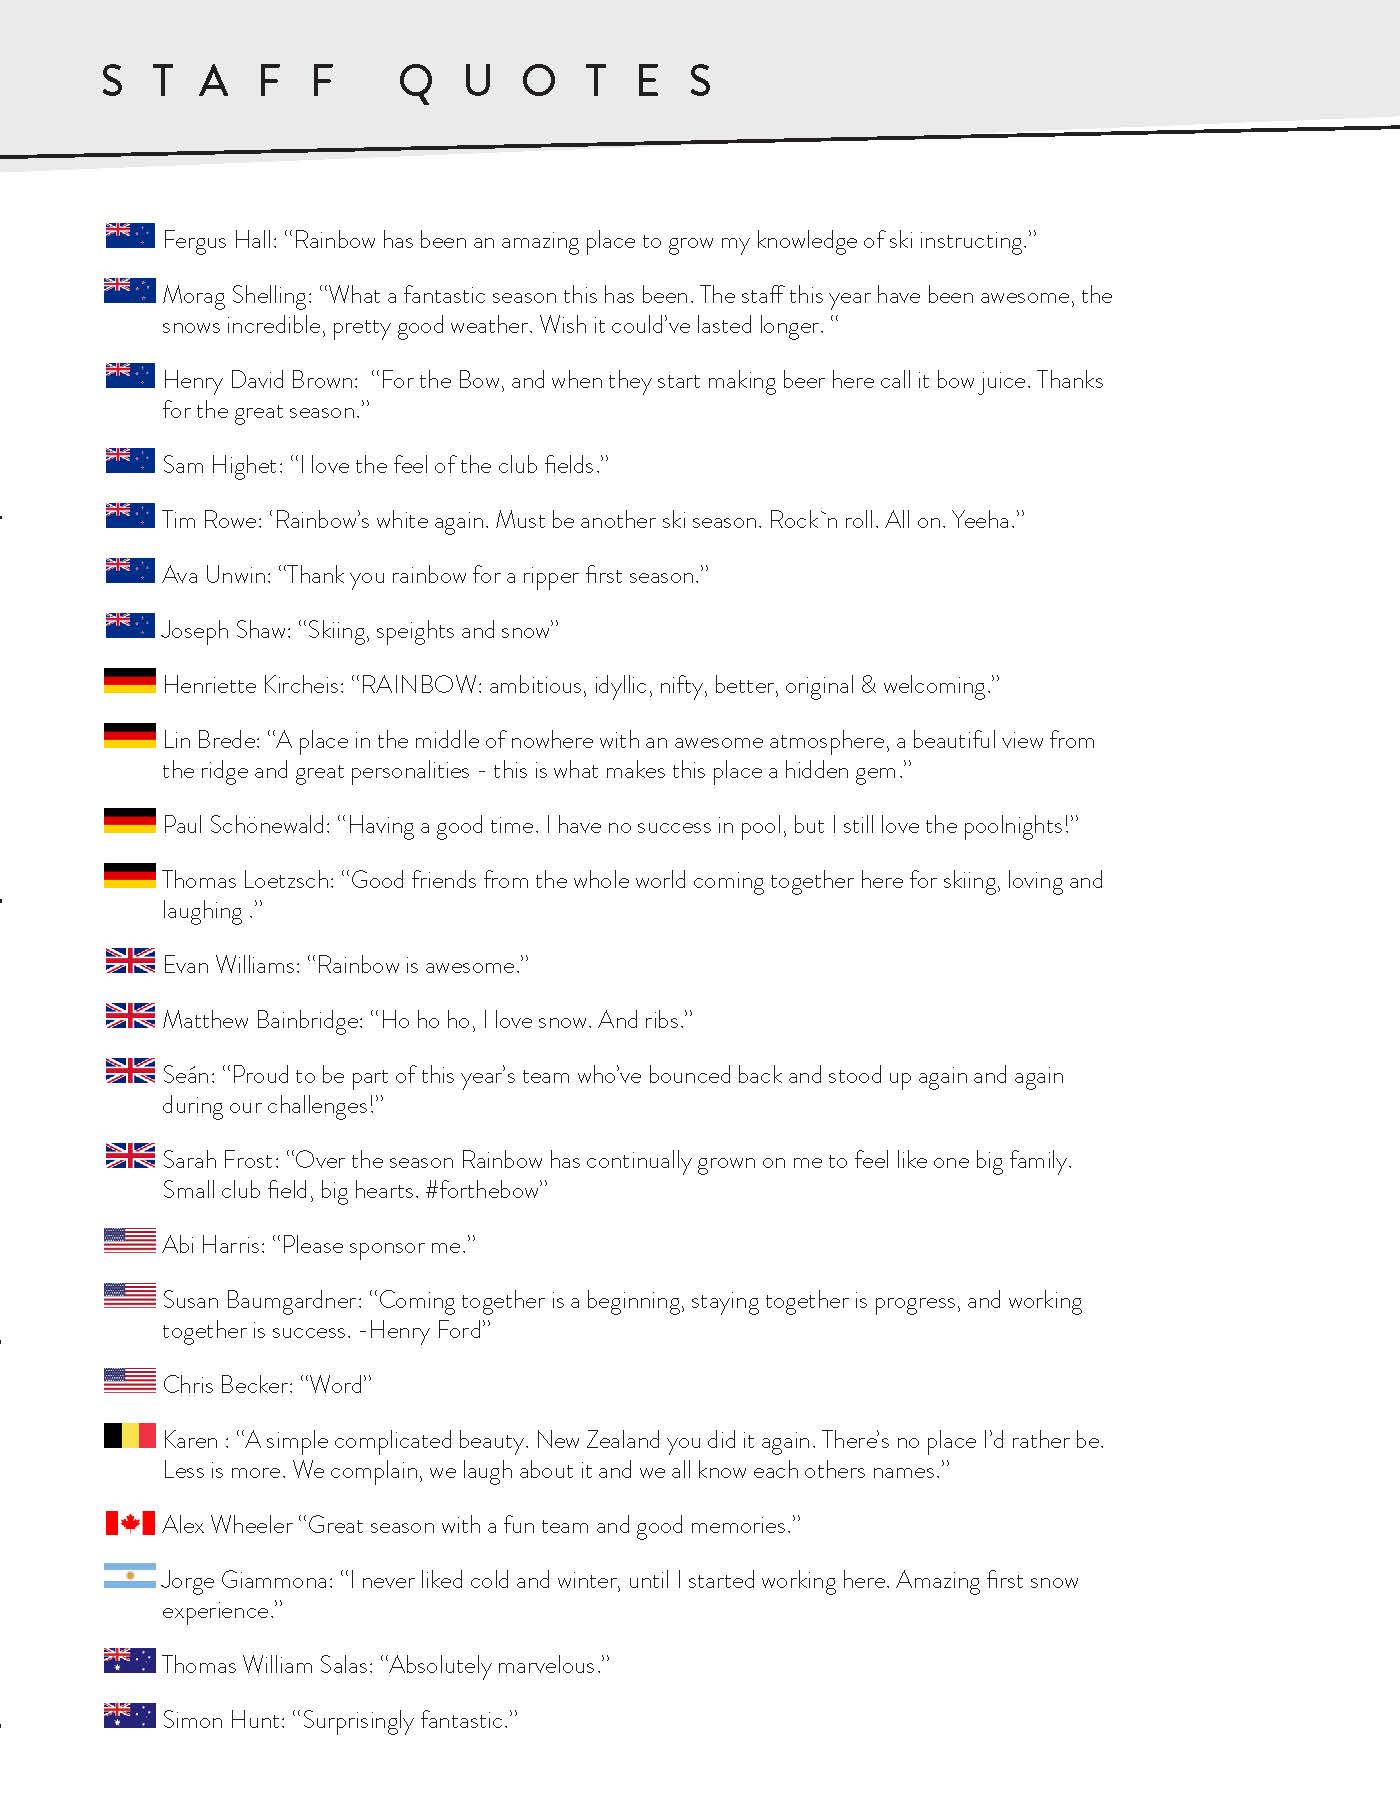 STAFF QUOTES
Fergus Hall: “Rainbow has been an amazing place to grow my knowledge of ski instructing.”
Morag Shelling: “What a fantastic season this has been. The staff this year have been awesome, the
snows incredible, pretty good weather. Wish it could’ve lasted longer. “
Henry David Brown:  “For the Bow, and when they start making beer here call it bow juice. Thanks
for the great season.”
Sam Highet: “I love the feel of the club fields.”
Tim Rowe: ‘Rainbow’s white again. Must be another ski season. Rock`n roll. All on. Yeeha.”
Ava Unwin: “Thank you rainbow for a ripper first season.”
Joseph Shaw: “Skiing, speights and snow”
Henriette Kircheis: “RAINBOW: ambitious, idyllic, nifty, better, original & welcoming.”
Lin Brede: “A place in the middle of nowhere with an awesome atmosphere, a beautiful view from
the ridge and great personalities - this is what makes this place a hidden gem.”
Paul Schönewald: “Having a good time. I have no success in pool, but I still love the poolnights!”
Thomas Loetzsch: “Good friends from the whole world coming together here for skiing, loving and
laughing .”
Evan Williams: “Rainbow is awesome.”
Matthew Bainbridge: “Ho ho ho, I love snow. And ribs.”
Seán: “Proud to be part of this year’s team who’ve bounced back and stood up again and again
during our challenges!”
Sarah Frost: “Over the season Rainbow has continually grown on me to feel like one big family.
Small club field, big hearts. #forthebow”
Abi Harris: “Please sponsor me.”
Susan Baumgardner: “Coming together is a beginning, staying together is progress, and working
together is success. -Henry Ford”
Chris Becker: “Word”
Karen : “A simple complicated beauty. New Zealand you did it again. There’s no place I’d rather be.
Less is more. We complain, we laugh about it and we all know each others names.”
Alex Wheeler “Great season with a fun team and good memories.”
Jorge Giammona: “I never liked cold and winter, until I started working here. Amazing first snow
experience.”
Thomas William Salas: “Absolutely marvelous.”
Simon Hunt: “Surprisingly fantastic.”